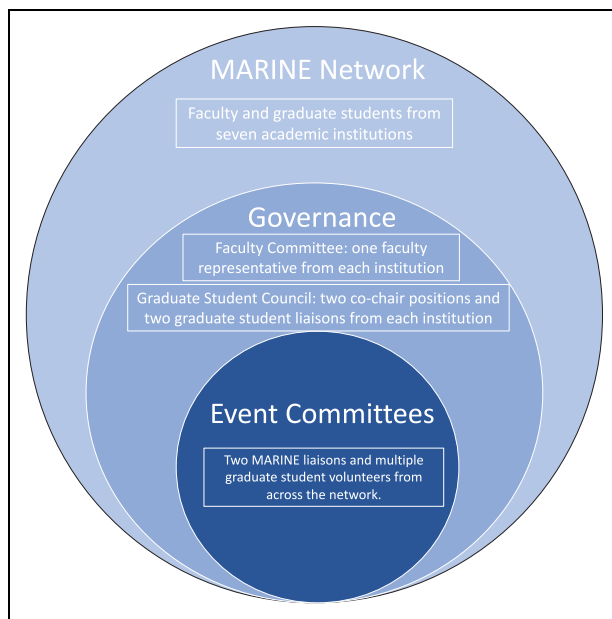 MARINE Network
Faculty and graduate students from
seven academic institutions
Governance
Faculty Committee: one faculty
representative from each institution
Graduate Student Council: two co-chair positions and
two graduate student liaisons from each institution
Event Committees
Two MARINE liaisons and multiple
graduate student volunteers from
across the network.